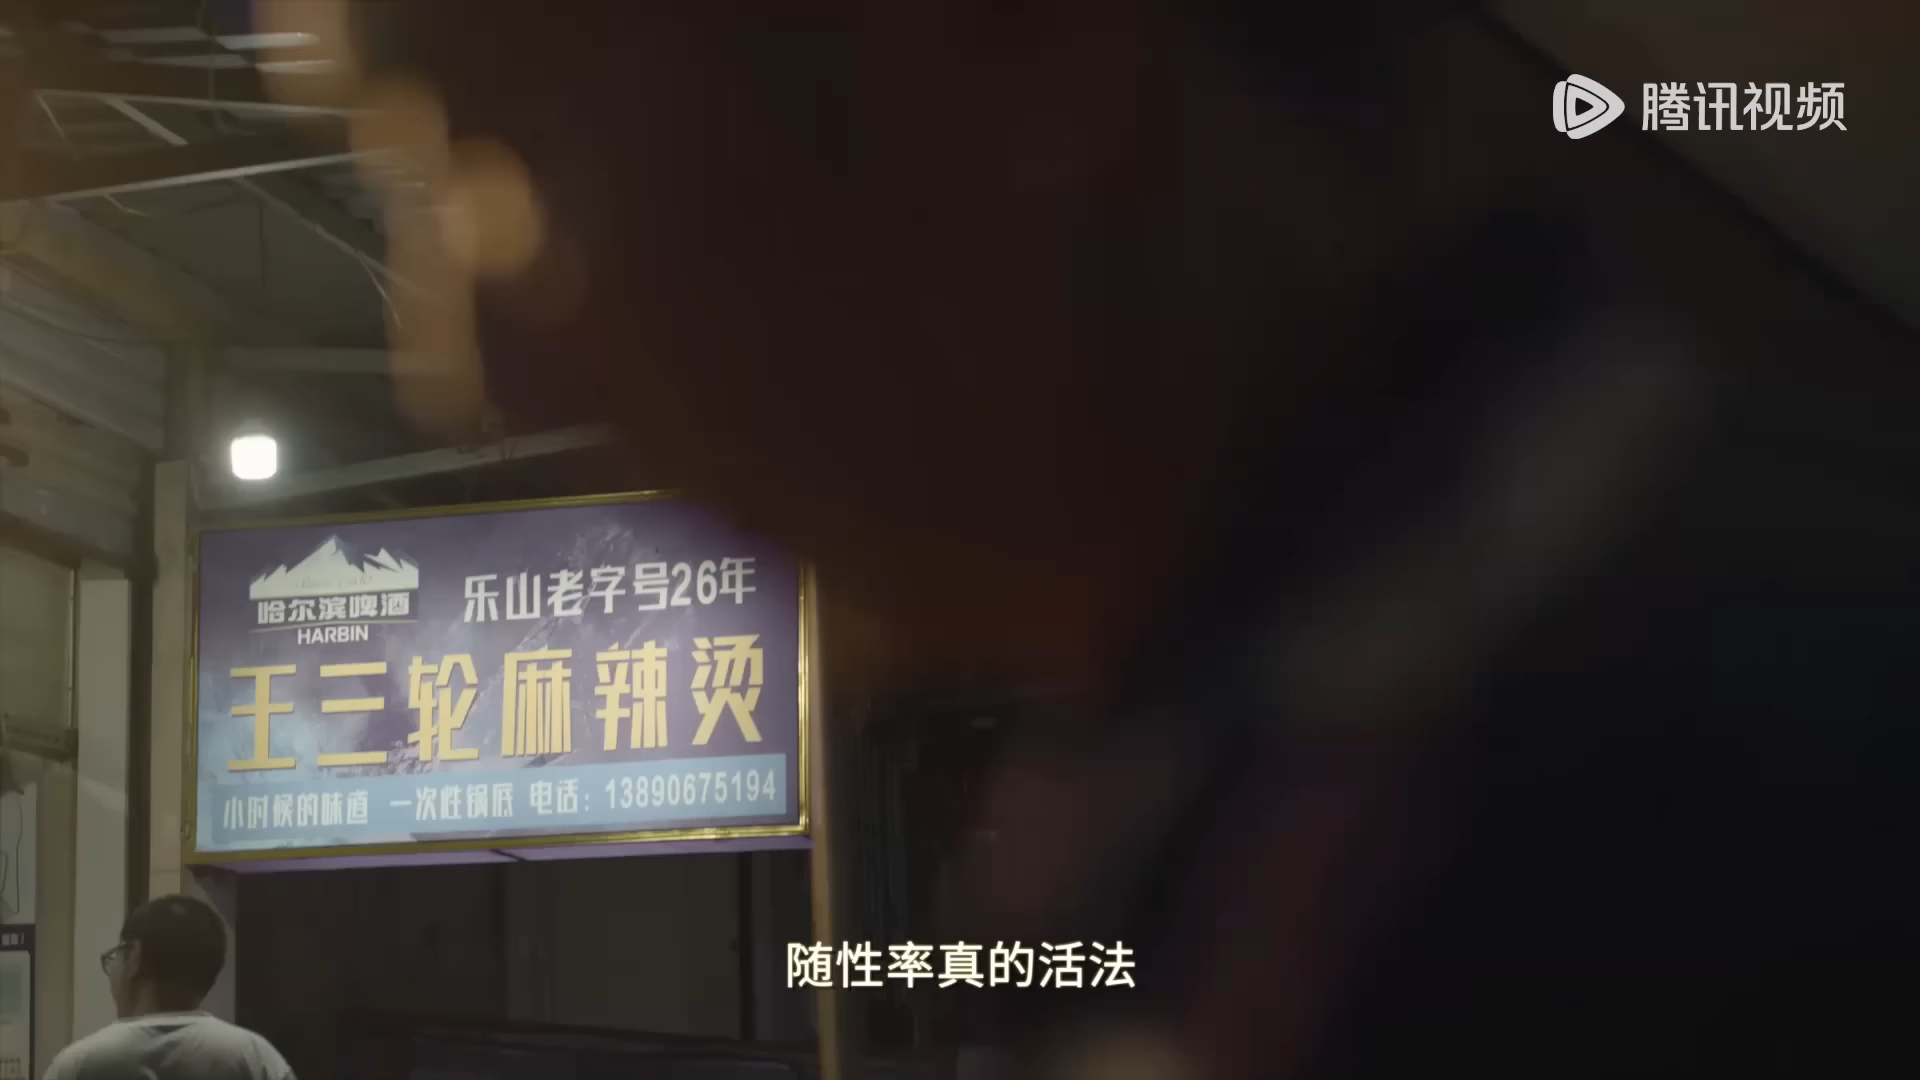 腾讯视频
哈尔滨啤酒
HARBIN
乐山老字号26年
王三轮麻辣烫
小时候的味道 一次性锅底 电话：13890675194
随性率真的活法